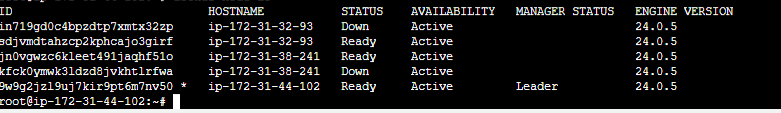 ID HOSTNAME STATUS AVAILABILITY MANAGER STATUS ENGINE VERSION
in719gd0c4bpzdtp7xmtx32zp ip-172-31-32-93 Down Active 24.0.5
sdjvmdtahzcp2kphcajo3girf ip-172-31-32-93 Ready Active 24.0.5
jn0vgwzc6kleet491jaqhf51o ip-172-31-38-241 Ready Active 24.0.5
kfck0ymwk3ldzd8jvkhtlrfwa ip-172-31-38-241 Down Active 24.0.5
9w9g2jzl9uj7kir9pt6m7nv50 * ip-172-31-44-102 Ready Active Leader 24.0.5
root@ip-172-31-44-102:~#